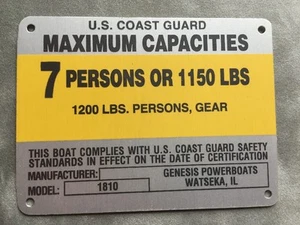 U.S. COAST GUARD
MAXIMUM CAPACITIES
7 PERSONS OR 1150 LBS
1200 LBS. PERSONS, GEAR
THIS BOAT COMPLIES WITH U.S. COAST GUARD SAFETY
STANDARDS IN EFFECT ON THE DATE OF CERTIFICATION
MANUFACTURER: GENESIS POWERBOATS
MODEL: 1810 WATSEKA, IL